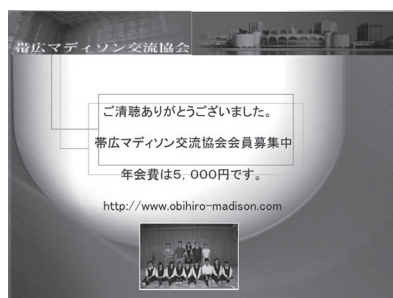 帯広マディソン交流協会
ご清聴ありがとうございました。
帯広マディソン交流協会会員募集中
年会費は5,000円です。
http://www.obihiro-madison.com